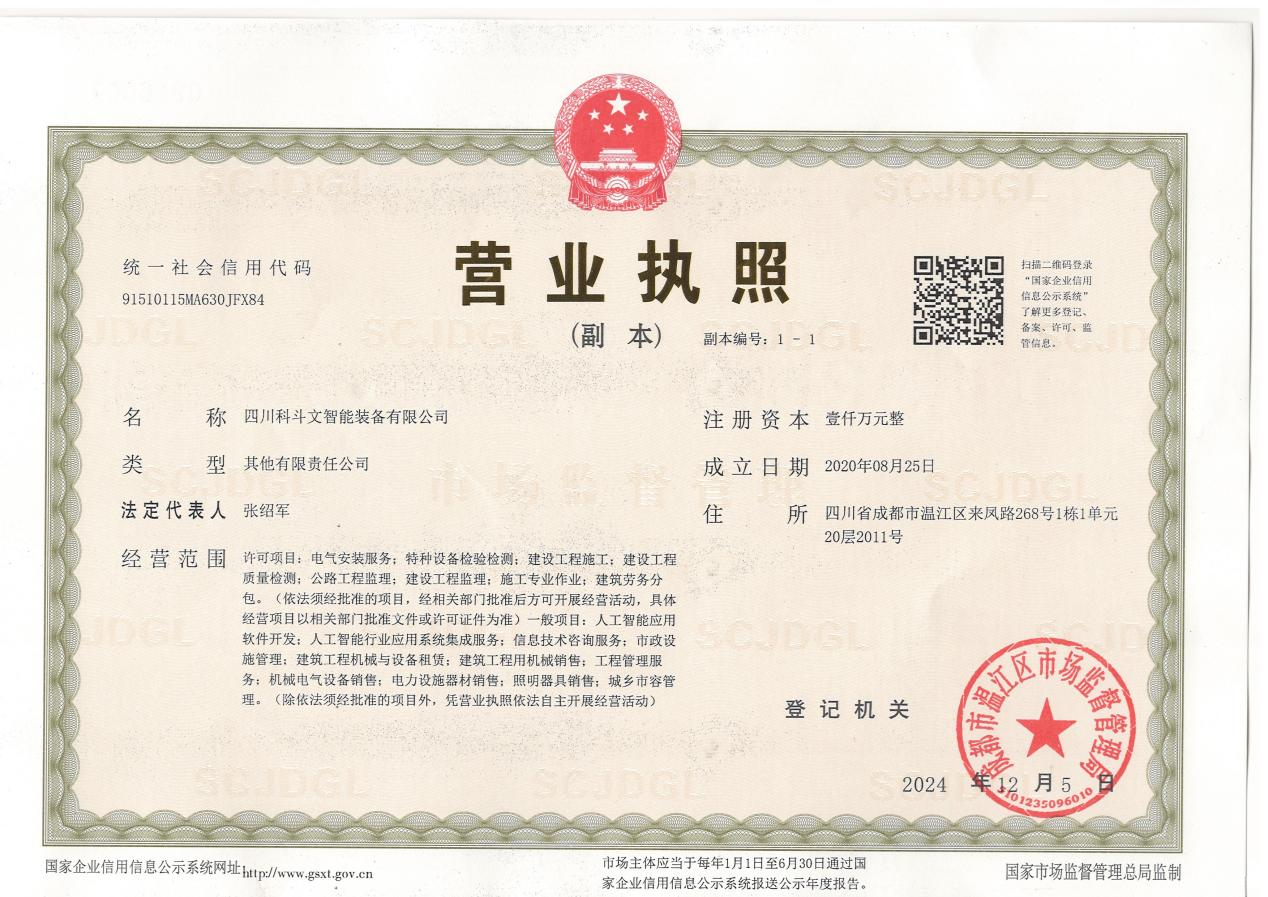 营业执照
(副 本)
副本编号：1 - 1
统一社会信用代码
91510115MA630JFX84
扫描二维码登录
“国家企业信用
信息公示系统”
了解更多登记、
备案、许可、监
管信息。
名 称 四川科斗文智能装备有限公司
类 型 其他有限责任公司
法定代表人 张绍军
经营范围 许可项目：电气安装服务；特种设备检验检测；建设工程施工；建设工程
质量检测；公路工程监理；建设工程监理；施工专业作业；建筑劳务分
包。（依法须经批准的项目，经相关部门批准后方可开展经营活动，具体
经营项目以相关部门批准文件或许可证件为准）一般项目：人工智能应用
软件开发；人工智能行业应用系统集成服务；信息技术咨询服务；市政设
施管理；建筑工程机械与设备租赁；建筑工程用机械销售；工程管理服
务；机械电气设备销售；电力设施器材销售；照明器具销售；城乡市容管
理。（除依法须经批准的项目外，凭营业执照依法自主开展经营活动）
注册资本 壹仟万元整
成立日期 2020年08月25日
住 所 四川省成都市温江区来凤路268号1栋1单元
20层2011号
登记机关
成都市温江区市场监督管理局
5101235096010
2024 年 12 月 5 日
SCJDGL
市场监督管理
国家企业信用信息公示系统网址http://www.gsxt.gov.cn
市场主体应当于每年1月1日至6月30日通过国
家企业信用信息公示系统报送公示年度报告。
国家市场监督管理总局监制